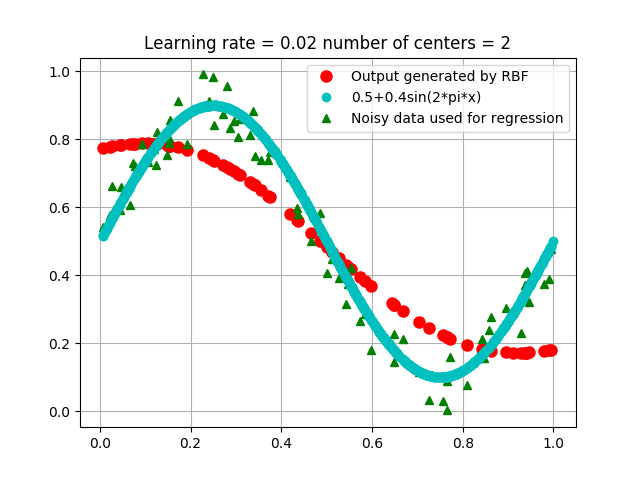 Learning rate = 0.02 number of centers = 2
Output generated by RBF
0.5+0.4sin(2*pi*x)
Noisy data used for regression
1.0
0.8
0.6
0.4
0.2
0.0
0.0 0.2 0.4 0.6 0.8 1.0